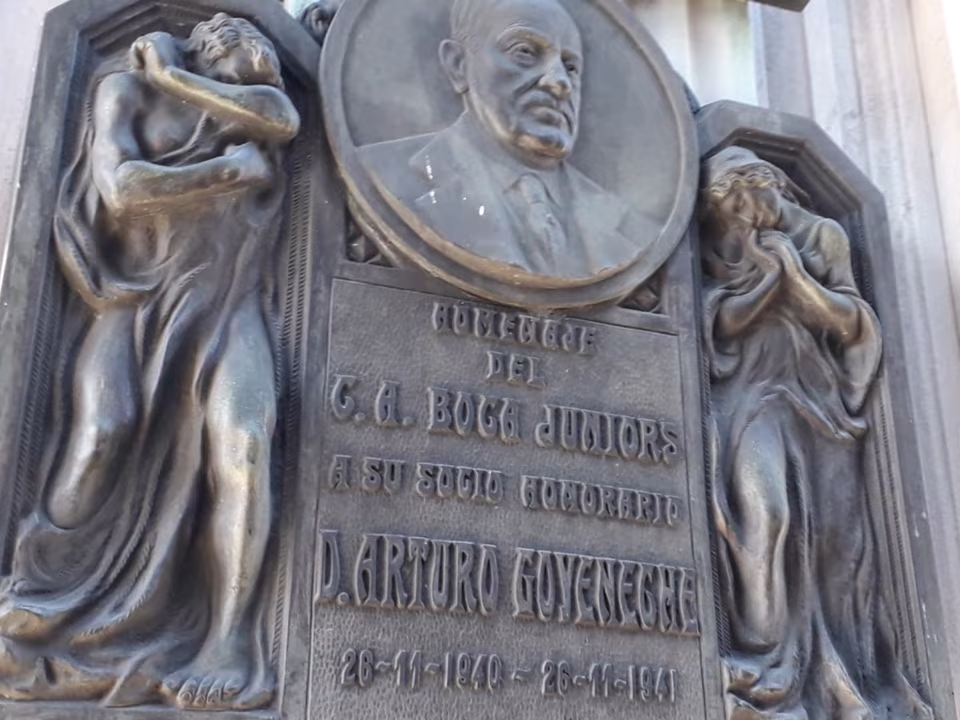 HOMENAJE
DEL
C. A. BOCA JUNIORS
A SU SOCIO HONORARIO
D. ARTURO GOYENECHE
26-11-1940 - 26-11-1941